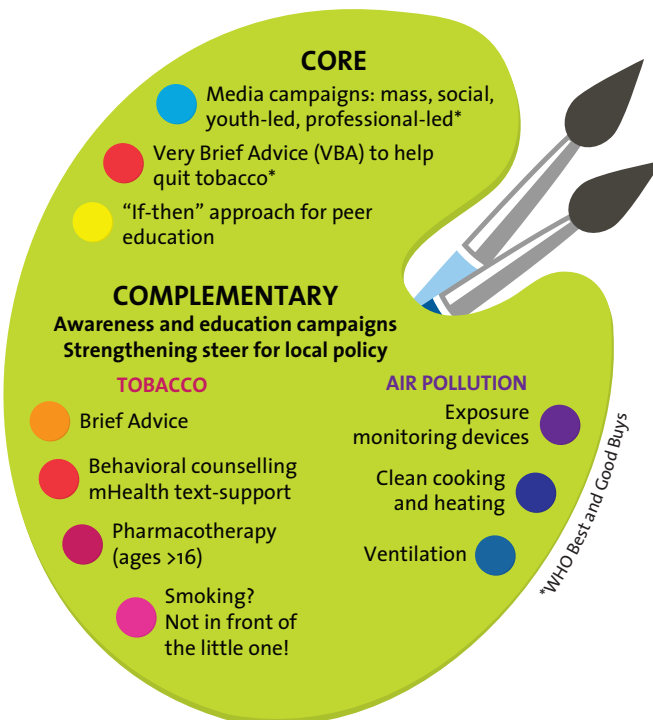 CORE
Media campaigns: mass, social,
youth-led, professional-led*
Very Brief Advice (VBA) to help
quit tobacco*
“If-then” approach for peer
education
COMPLEMENTARY
Awareness and education campaigns
Strengthening steer for local policy
TOBACCO
Brief Advice
Behavioral counselling
mHealth text-support
Pharmacotherapy
(ages >16)
Smoking?
Not in front of
the little one!
AIR POLLUTION
Exposure
monitoring devices
Clean cooking
and heating
Ventilation
*WHO Best and Good Buys